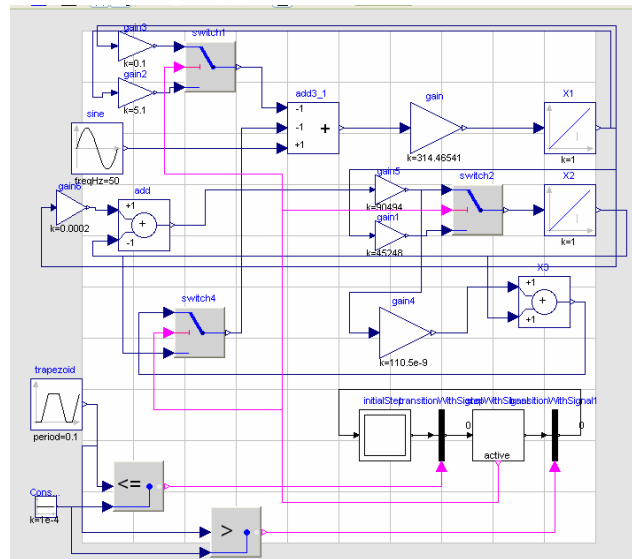 gain3
switch1
k=0.1
gain2
k=5.1
add3_1
-1
-1
+1
+
gain
k=314.46541
X1
k=1
sine
freqHz=50
gain6
k=0.0002
add
+1
-1
+
gain5
k=90494
gain1
k=45248
switch2
X2
k=1
X3
+1
+1
+
switch4
gain4
k=110.5e-9
trapezoid
period=0.1
initialStep
0
active
0
Cons
k=1e-4
<=
>